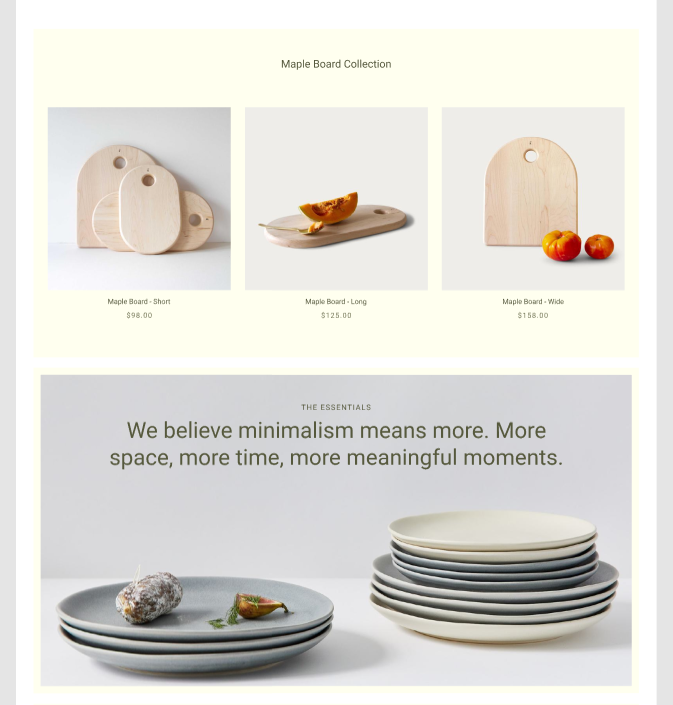 Maple Board Collection
Maple Board - Short
$98.00
Maple Board - Long
$125.00
Maple Board - Wide
$158.00
THE ESSENTIALS
We believe minimalism means more. More
space, more time, more meaningful moments.